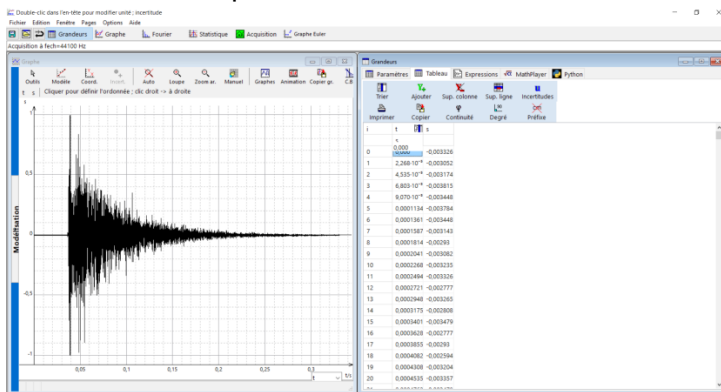 Double-clic dans l'en-tête pour modifier unité ; incertitude
Fichier Edition Fenêtre Pages Options Aide
Grandeurs Graphe Fourier Statistique Acquisition Graphe Euler
Acquisition à fech=44100 Hz
Graphe
Outils Modèle Coord. Auto Loupe Zoom ar. Manuel Graphes Animation Copier gr. C.B
t s Cliquer pour définir l'ordonnée ; clic droit -> à droite
1
0,5
0
-0,5
-1
0,05 0,1 0,15 0,2 0,25 0,3
t t/s
Modélisation
Grandeurs
Paramètres Tableau Expressions MathPlayer Python
Trier Ajouter Sup. colonne Sup. ligne Incertitudes
Imprimer Copier Continuité Degré Préfixe
i t s
s
0,000
0 0,000 -0,003326
1 2,268·10⁻⁵ -0,003052
2 4,535·10⁻⁵ -0,003174
3 6,803·10⁻⁵ -0,003815
4 9,070·10⁻⁵ -0,003448
5 0,0001134 -0,003784
6 0,0001361 -0,003448
7 0,0001587 -0,003143
8 0,0001814 -0,00293
9 0,0002041 -0,003082
10 0,0002268 -0,003235
11 0,0002494 -0,003326
12 0,0002721 -0,002777
13 0,0002948 -0,003265
14 0,0003175 -0,002808
15 0,0003401 -0,003479
16 0,0003628 -0,002777
17 0,0003855 -0,00293
18 0,0004082 -0,002594
19 0,0004308 -0,003204
20 0,0004535 -0,003357